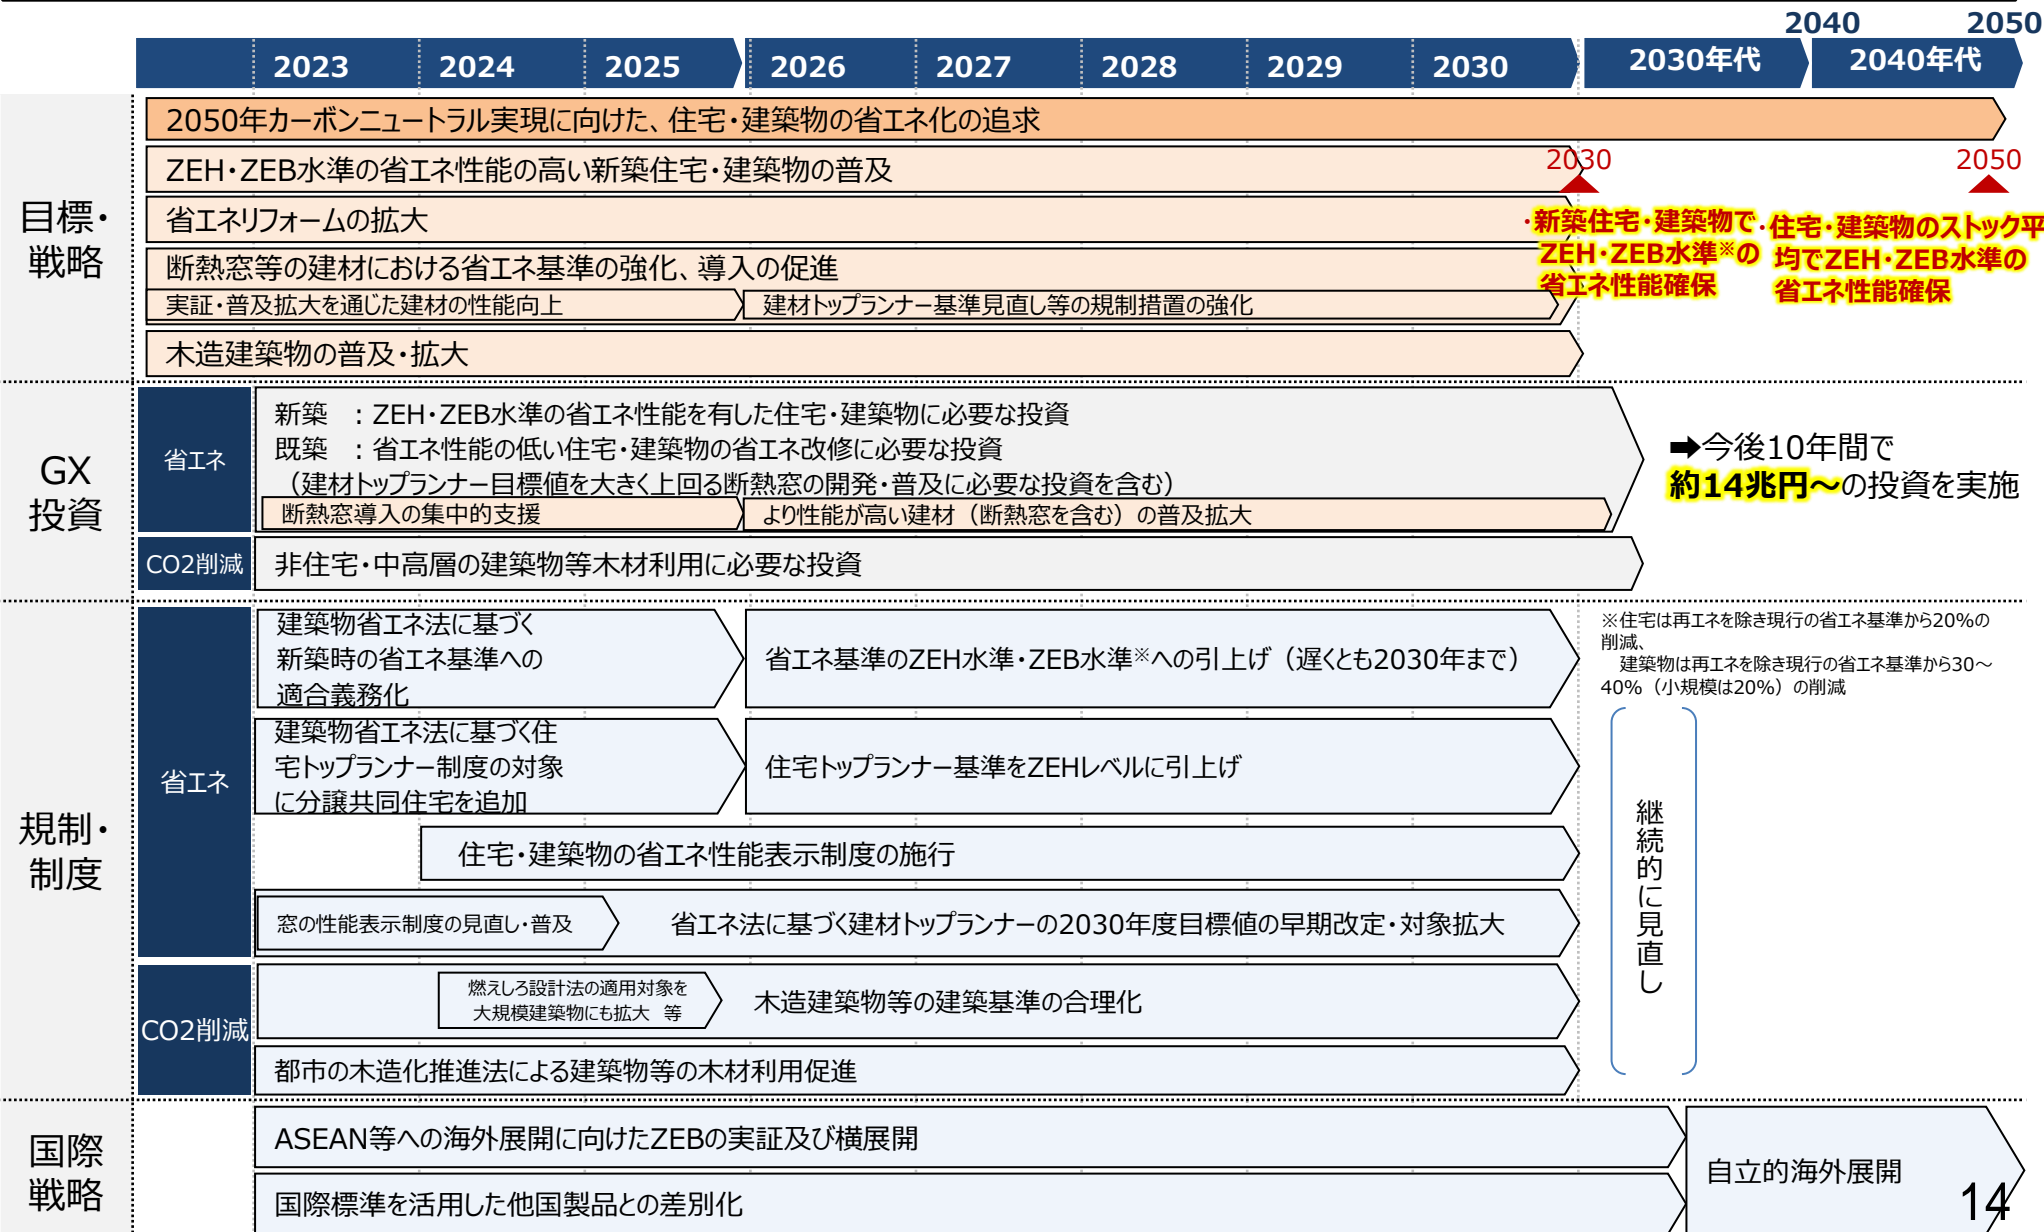 2040 2050
2023 2024 2025 2026 2027 2028 2029 2030 2030年代 2040年代
目標・
戦略
2050年カーボンニュートラル実現に向けた、住宅・建築物の省エネ化の追求
ZEH・ZEB水準の省エネ性能の高い新築住宅・建築物の普及
省エネリフォームの拡大
断熱窓等の建材における省エネ基準の強化、導入の促進
実証・普及拡大を通じた建材の性能向上
建材トップランナー基準見直し等の規制措置の強化
木造建築物の普及・拡大
2030
・新築住宅・建築物で
ZEH・ZEB水準※の
省エネ性能確保
2050
・住宅・建築物のストック平
均でZEH・ZEB水準の
省エネ性能確保
GX
投資
省エネ
新築 ：ZEH・ZEB水準の省エネ性能を有した住宅・建築物に必要な投資
既築 ：省エネ性能の低い住宅・建築物の省エネ改修に必要な投資
（建材トップランナー目標値を大きく上回る断熱窓の開発・普及に必要な投資を含む）
断熱窓導入の集中的支援
より性能が高い建材（断熱窓を含む）の普及拡大
➡今後10年間で
約14兆円～の投資を実施
CO2削減
非住宅・中高層の建築物等木材利用に必要な投資
規制・
制度
省エネ
建築物省エネ法に基づく
新築時の省エネ基準への
適合義務化
省エネ基準のZEH水準・ZEB水準※への引上げ（遅くとも2030年まで）
※住宅は再エネを除き現行の省エネ基準から20%の
削減、
建築物は再エネを除き現行の省エネ基準から30～
40%（小規模は20%）の削減
建築物省エネ法に基づく住
宅トップランナー制度の対象
に分譲共同住宅を追加
住宅トップランナー基準をZEHレベルに引上げ
住宅・建築物の省エネ性能表示制度の施行
窓の性能表示制度の見直し・普及
省エネ法に基づく建材トップランナーの2030年度目標値の早期改定・対象拡大
継続的に見直し
CO2削減
燃えしろ設計法の適用対象を
大規模建築物にも拡大 等
木造建築物等の建築基準の合理化
都市の木造化推進法による建築物等の木材利用促進
国際
戦略
ASEAN等への海外展開に向けたZEBの実証及び横展開
国際標準を活用した他国製品との差別化
自立的海外展開
14